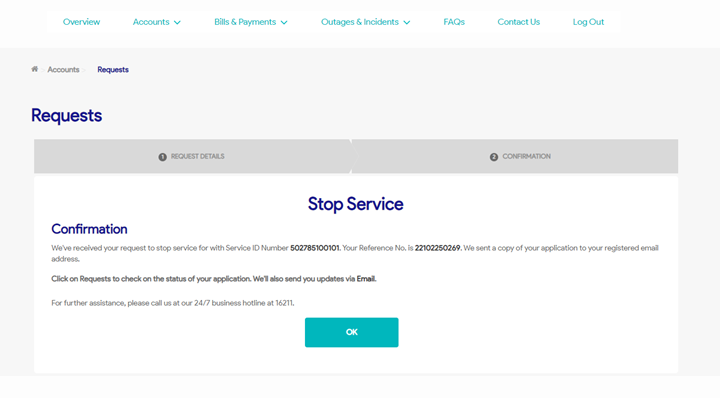 Overview Accounts Bills & Payments Outages & Incidents FAQs Contact Us Log Out
Accounts Requests
Requests
1 REQUEST DETAILS 2 CONFIRMATION
Stop Service
Confirmation
We've received your request to stop service for with Service ID Number 502785100101. Your Reference No. is 22102250269. We sent a copy of your application to your registered email
address.
Click on Requests to check on the status of your application. We'll also send you updates via Email.
For further assistance, please call us at our 24/7 business hotline at 16211.
OK